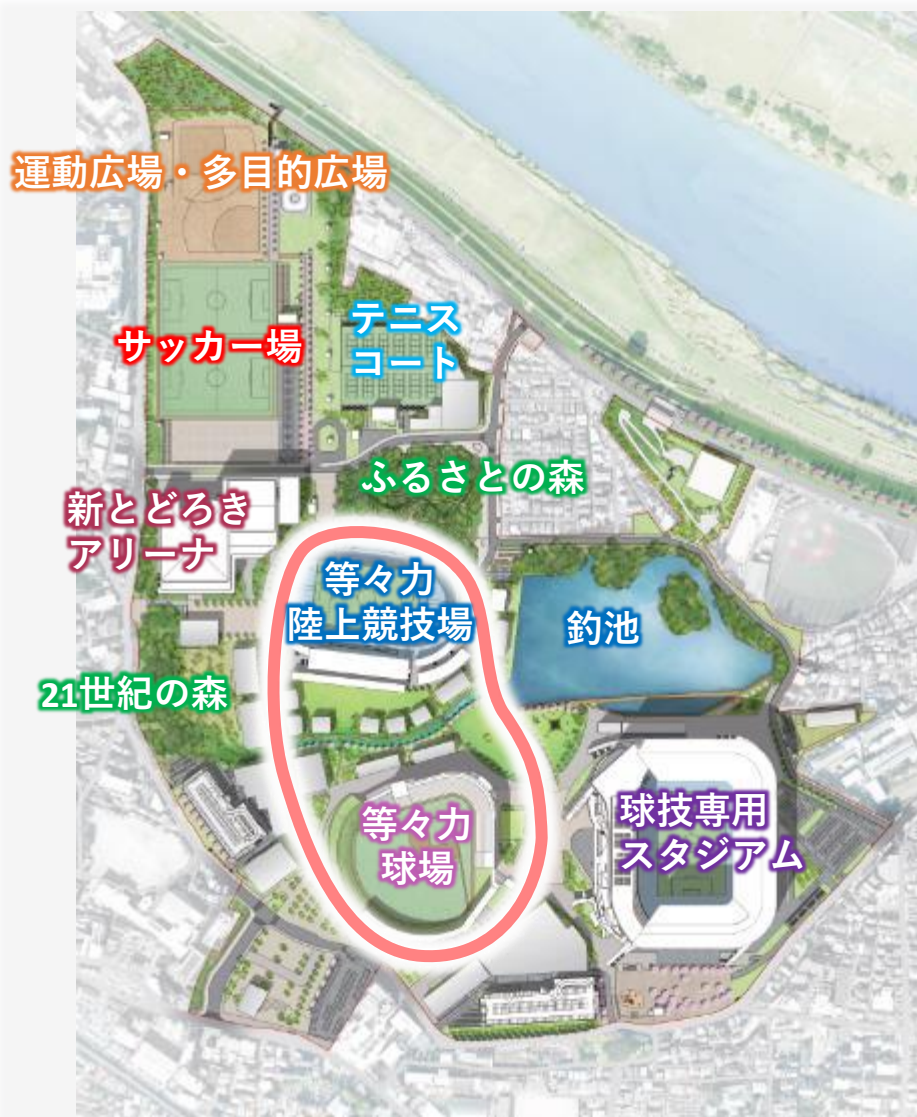 運動広場・多目的広場
サッカー場
テニス
コート
ふるさとの森
新とどろき
アリーナ
等々力
陸上競技場
釣池
21世紀の森
等々力
球場
球技専用
スタジアム